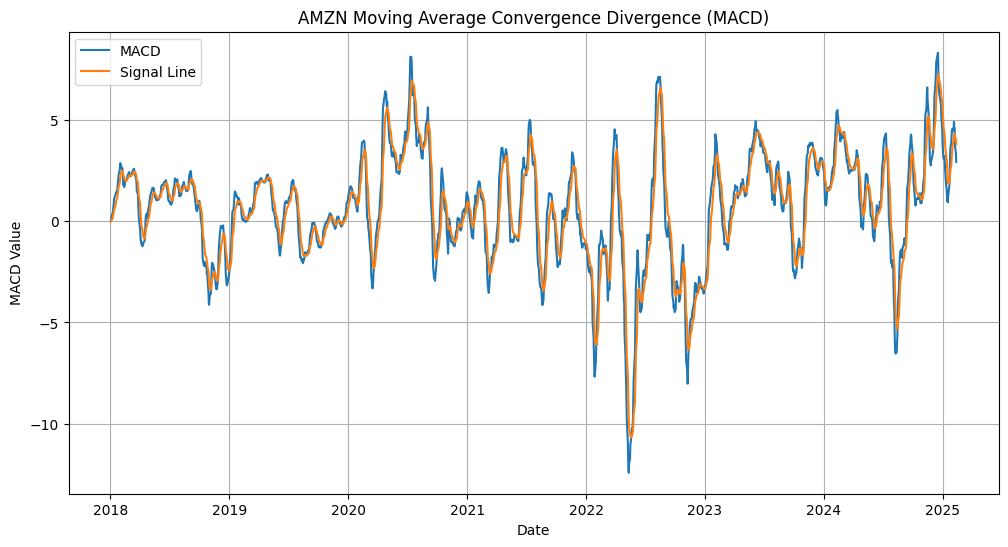 AMZN Moving Average Convergence Divergence (MACD)
MACD
Signal Line
5
0
−5
−10
MACD Value
2018 2019 2020 2021 2022 2023 2024 2025
Date